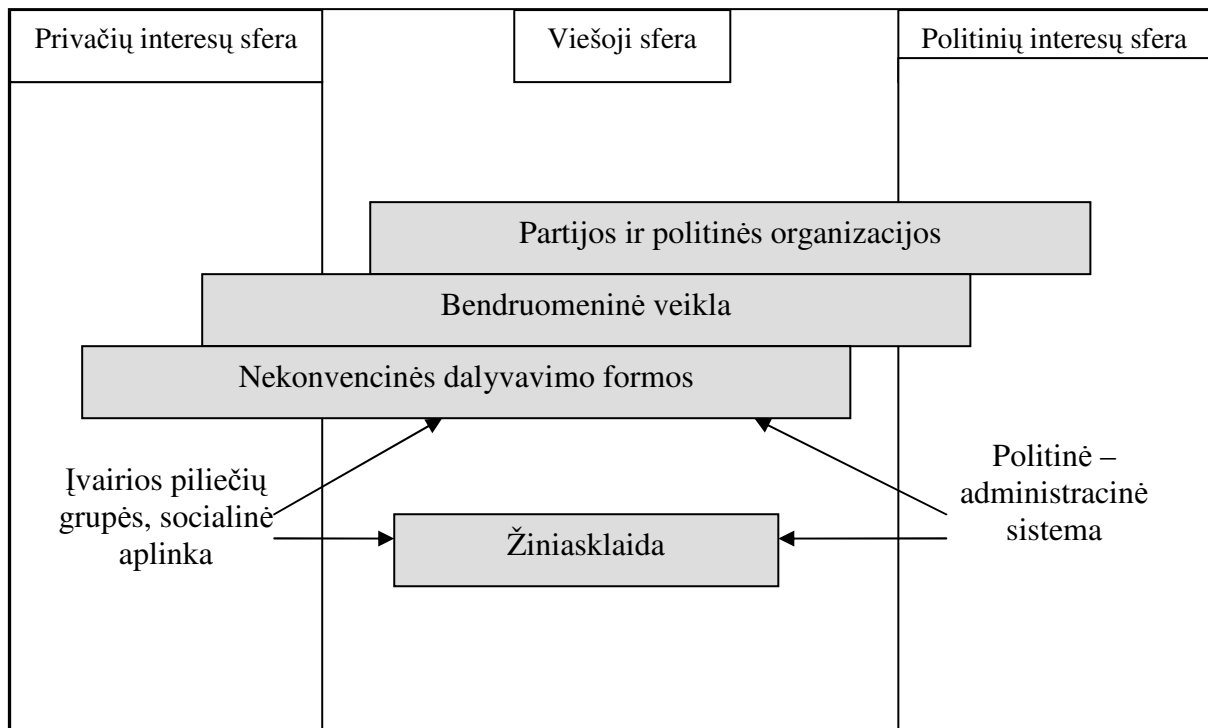 Privačių interesų sfera
Viešoji sfera
Politinių interesų sfera
Partijos ir politinės organizacijos
Bendruomeninė veikla
Nekonvencinės dalyvavimo formos
Įvairios piliečių
grupės, socialinė
aplinka
Politinė –
administracinė
sistema
Žiniasklaida